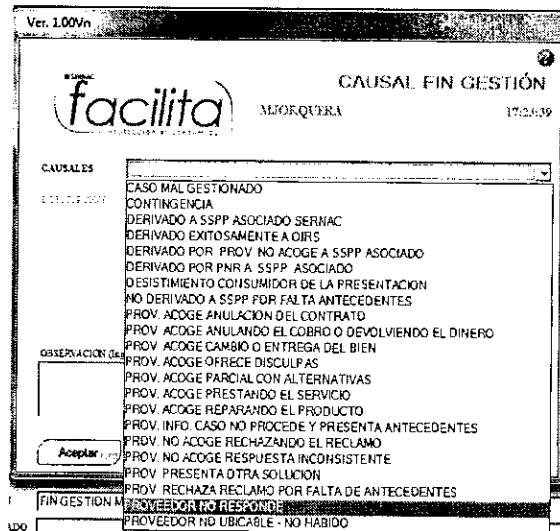 Ver. 1.00Vn
SERNAC
facilita
CAUSAL FIN GESTIÓN
MJORQUERA
17:23:39
CAUSALES
CASO MAL GESTIONADO
CONTINGENCIA
DERIVADO A SSPP ASOCIADO SERNAC
DERIVADO EXITOSAMENTE A OIRS
DERIVADO POR PROV NO ACOGE A SSPP ASOCIADO
DERIVADO POR PNR A SSPP ASOCIADO
DESISTIMIENTO CONSUMIDOR DE LA PRESENTACION
NO DERIVADO A SSPP POR FALTA ANTECEDENTES
PROV. ACOGE ANULACION DEL CONTRATO
PROV. ACOGE ANULANDO EL COBRO O DEVOLVIENDO EL DINERO
PROV. ACOGE CAMBIO O ENTREGA DEL BIEN
PROV. ACOGE OFRECE DISCULPAS
PROV. ACOGE PARCIAL CON ALTERNATIVAS
PROV. ACOGE PRESTANDO EL SERVICIO
PROV. ACOGE REPARANDO EL PRODUCTO
PROV. INFO. CASO NO PROCEDE Y PRESENTA ANTECEDENTES
PROV. NO ACOGE RECHAZANDO EL RECLAMO
PROV. NO ACOGE RESPUESTA INCONSISTENTE
PROV PRESENTA OTRA SOLUCION
PROV RECHAZA RECLAMO POR FALTA DE ANTECEDENTES
PROVEEDOR NO RESPONDE
PROVEEDOR NO UBICABLE - NO HABIDO
OBSERVACION
Aceptar
FIN GESTION M
ADO